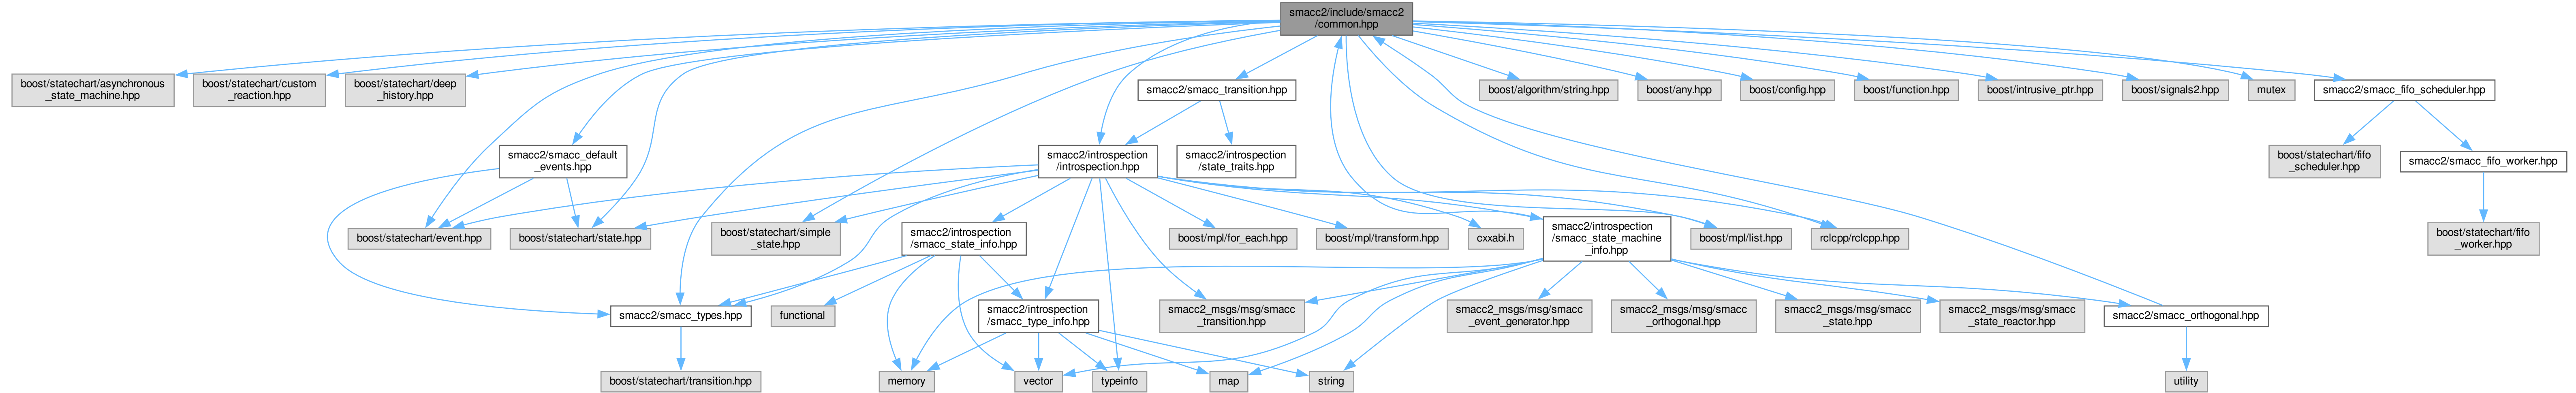 smacc2/include/smacc2
/common.hpp
boost/statechart/asynchronous
_state_machine.hpp
boost/statechart/custom
_reaction.hpp
boost/statechart/deep
_history.hpp
smacc2/smacc_transition.hpp
boost/algorithm/string.hpp
boost/any.hpp
boost/config.hpp
boost/function.hpp
boost/intrusive_ptr.hpp
boost/signals2.hpp
mutex
smacc2/smacc_fifo_scheduler.hpp
smacc2/smacc_default
_events.hpp
smacc2/introspection
/introspection.hpp
smacc2/introspection
/state_traits.hpp
boost/statechart/fifo
_scheduler.hpp
smacc2/smacc_fifo_worker.hpp
boost/statechart/event.hpp
boost/statechart/state.hpp
boost/statechart/simple
_state.hpp
smacc2/introspection
/smacc_state_info.hpp
boost/mpl/for_each.hpp
boost/mpl/transform.hpp
cxxabi.h
smacc2/introspection
/smacc_state_machine
_info.hpp
boost/mpl/list.hpp
rclcpp/rclcpp.hpp
boost/statechart/fifo
_worker.hpp
smacc2/smacc_types.hpp
functional
smacc2/introspection
/smacc_type_info.hpp
smacc2_msgs/msg/smacc
_transition.hpp
smacc2_msgs/msg/smacc
_event_generator.hpp
smacc2_msgs/msg/smacc
_orthogonal.hpp
smacc2_msgs/msg/smacc
_state.hpp
smacc2_msgs/msg/smacc
_state_reactor.hpp
smacc2/smacc_orthogonal.hpp
boost/statechart/transition.hpp
memory
vector
typeinfo
map
string
utility